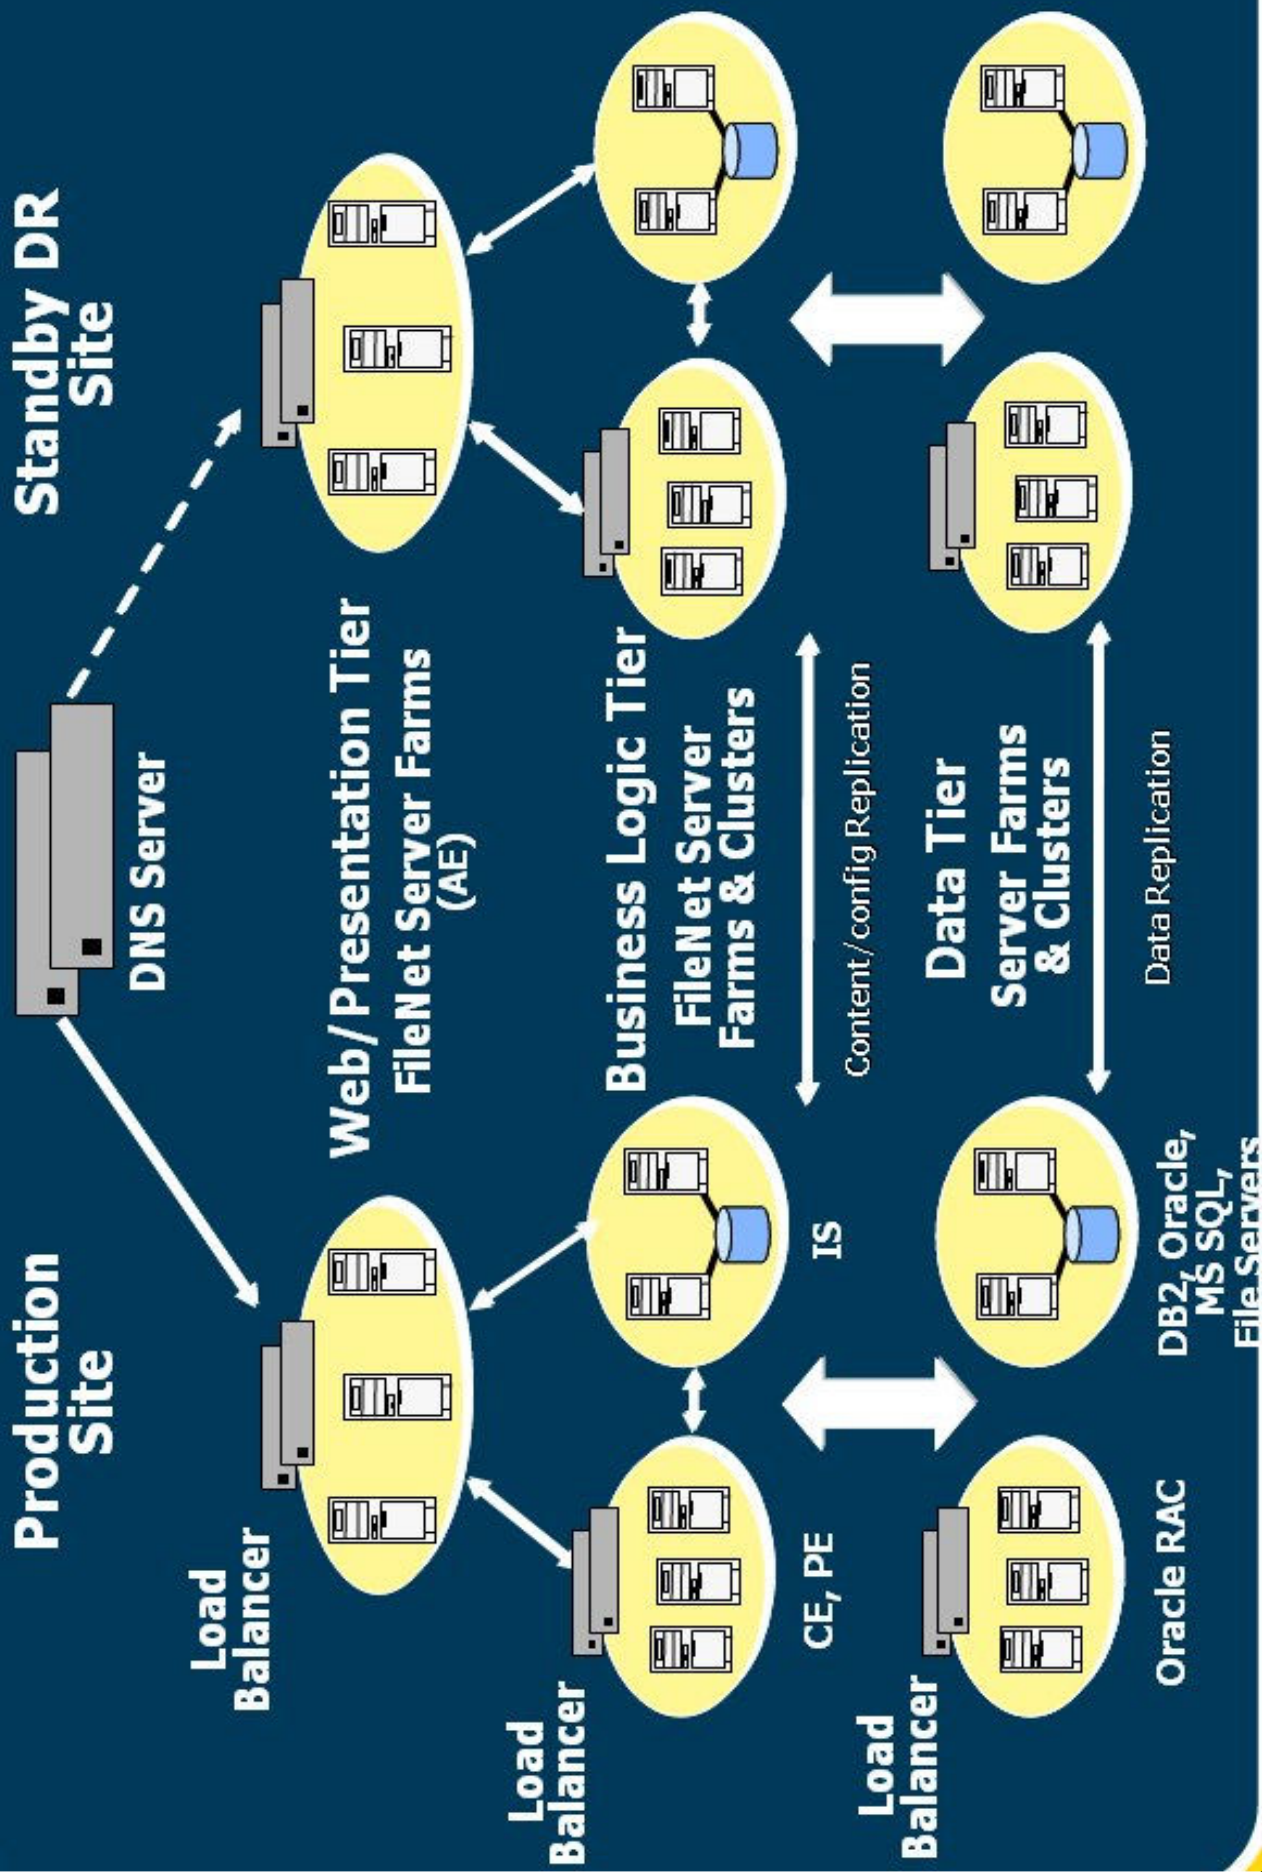 Production
Site
Standby DR
Site
DNS Server
Load
Balancer
Web/Presentation Tier
FileNet Server Farms
(AE)
Load
Balancer
Business Logic Tier
FileNet Server
Farms & Clusters
CE, PE
IS
Content/config Replication
Load
Balancer
Data Tier
Server Farms
& Clusters
Data Replication
Oracle RAC
DB2, Oracle,
MS SQL,
File Servers